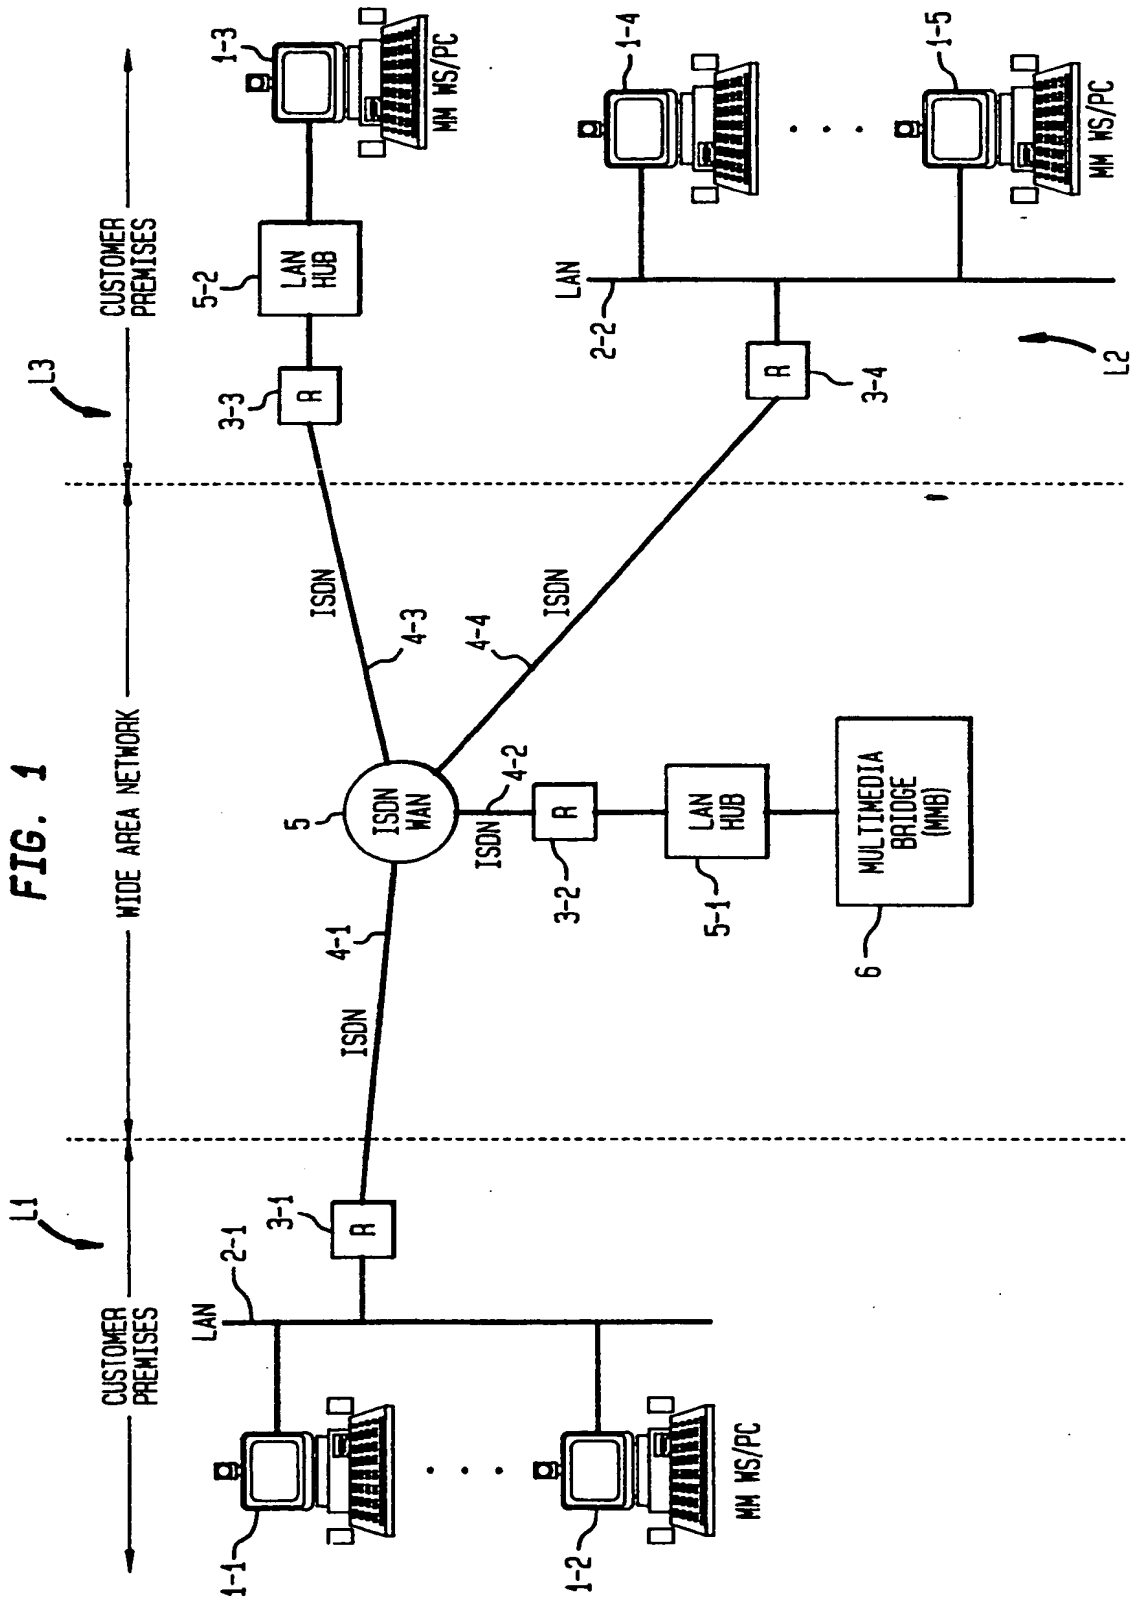 FIG. 1
L1
L3
CUSTOMER
PREMISES
WIDE AREA NETWORK
CUSTOMER
PREMISES
1-1
LAN
2-1
3-1
R
ISDN
4-1
5
ISDN
WAN
ISDN
4-3
3-3
R
5-2
LAN
HUB
1-3
MM WS/PC
1-2
MM WS/PC
ISDN
4-2
3-2
R
5-1
LAN
HUB
6
MULTIMEDIA
BRIDGE
(MMB)
4-4
ISDN
R
3-4
LAN
2-2
1-4
1-5
MM WS/PC
L2